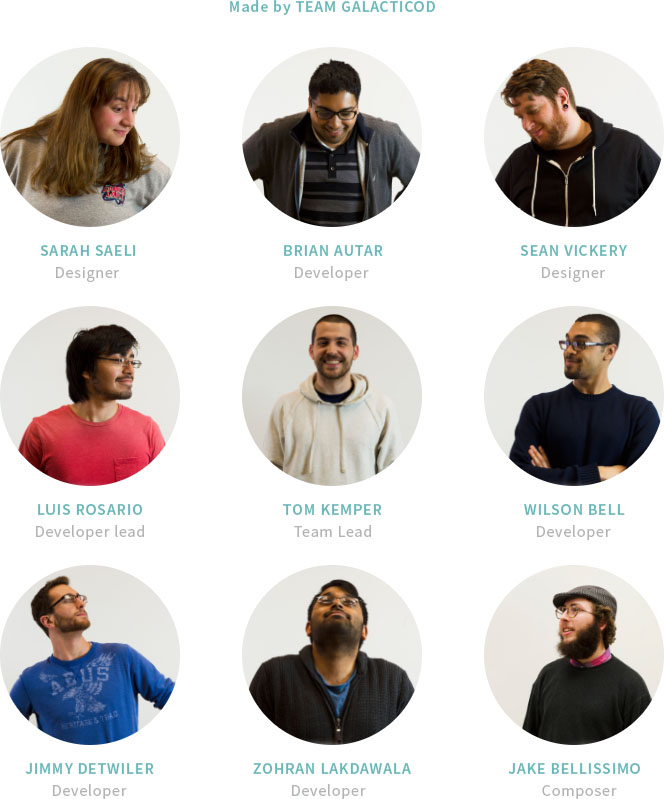 Made by TEAM GALACTICOD
SARAH SAELI
Designer
BRIAN AUTAR
Developer
SEAN VICKERY
Designer
LUIS ROSARIO
Developer lead
TOM KEMPER
Team Lead
WILSON BELL
Developer
AEUS
JIMMY DETWILER
Developer
ZOHRAN LAKDAWALA
Developer
JAKE BELLISSIMO
Composer